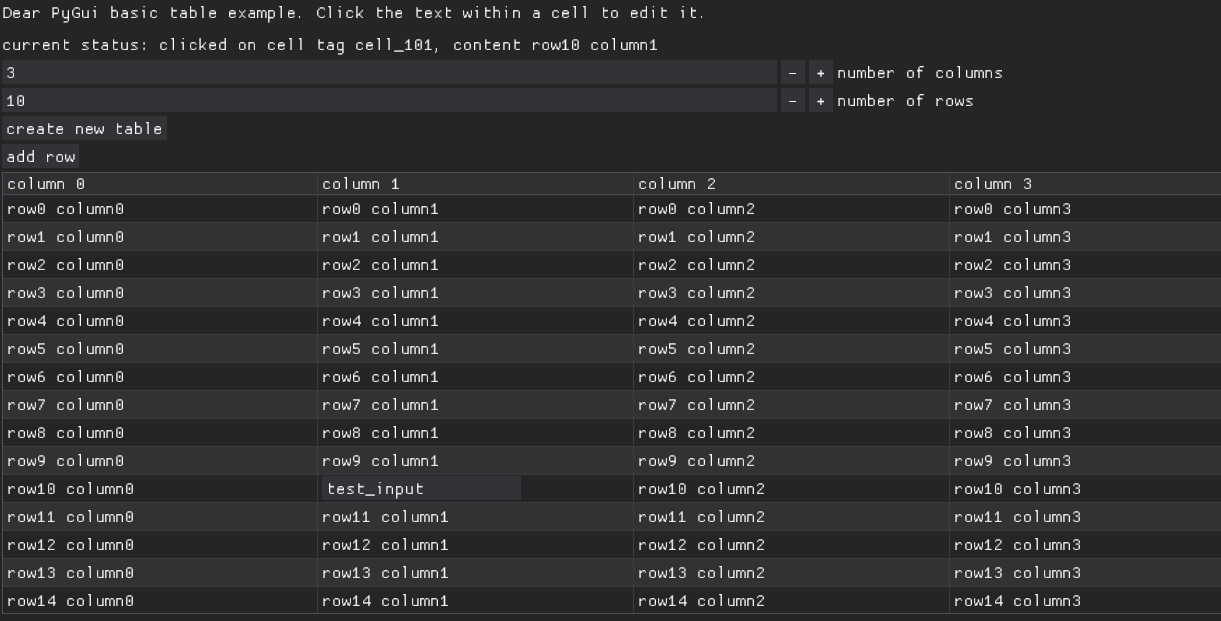 Dear PyGui basic table example. Click the text within a cell to edit it.
current status: clicked on cell tag cell_101, content row10 column1
3 - + number of columns
10 - + number of rows
create new table
add row
column 0 column 1 column 2 column 3
row0 column0 row0 column1 row0 column2 row0 column3
row1 column0 row1 column1 row1 column2 row1 column3
row2 column0 row2 column1 row2 column2 row2 column3
row3 column0 row3 column1 row3 column2 row3 column3
row4 column0 row4 column1 row4 column2 row4 column3
row5 column0 row5 column1 row5 column2 row5 column3
row6 column0 row6 column1 row6 column2 row6 column3
row7 column0 row7 column1 row7 column2 row7 column3
row8 column0 row8 column1 row8 column2 row8 column3
row9 column0 row9 column1 row9 column2 row9 column3
row10 column0 test_input row10 column2 row10 column3
row11 column0 row11 column1 row11 column2 row11 column3
row12 column0 row12 column1 row12 column2 row12 column3
row13 column0 row13 column1 row13 column2 row13 column3
row14 column0 row14 column1 row14 column2 row14 column3